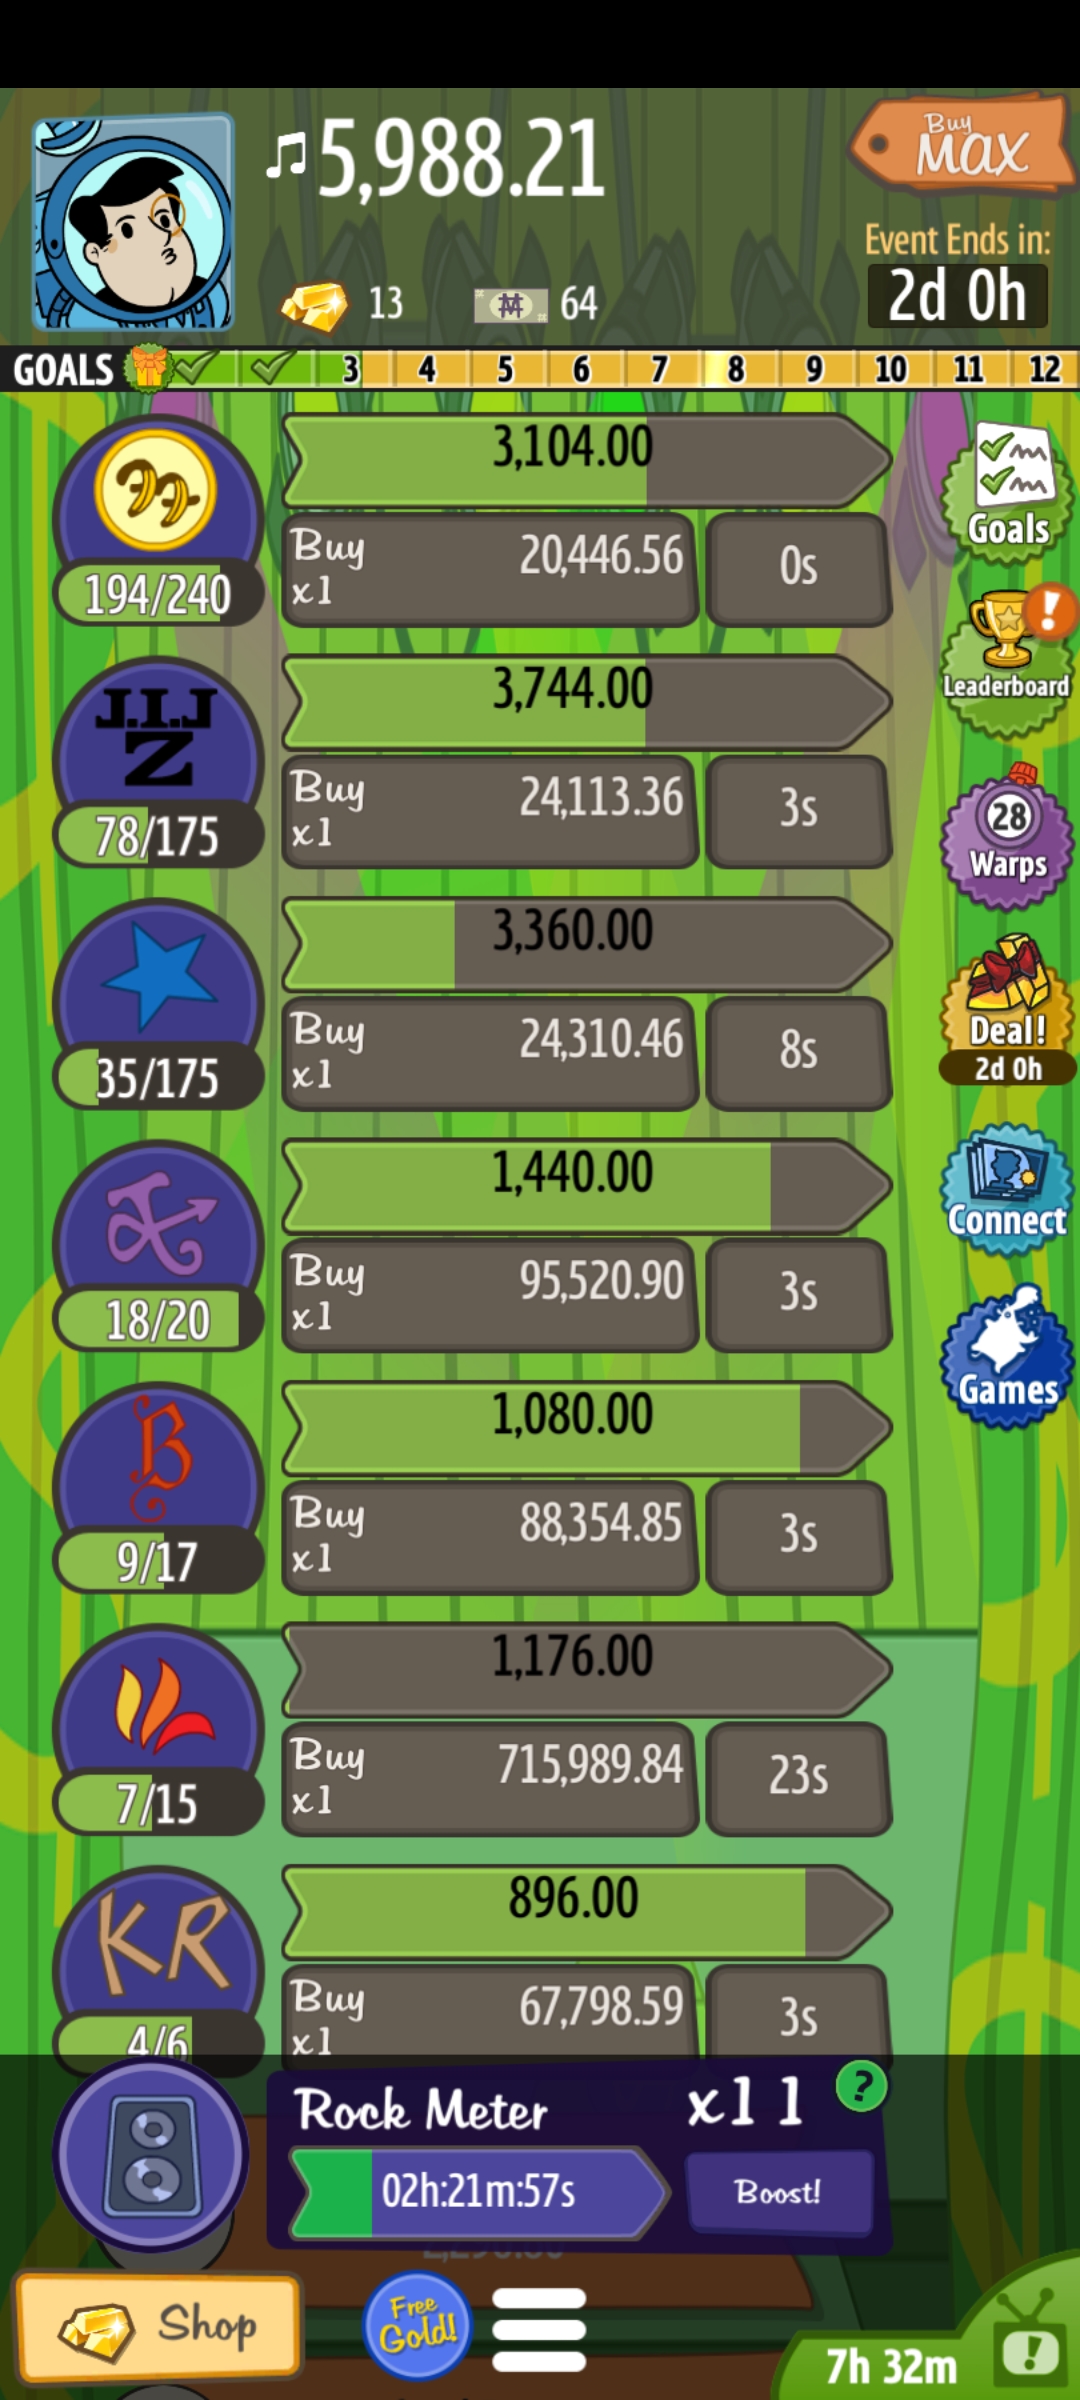 5,988.21
Buy
MAX
13
64
Event Ends in:
2d 0h
GOALS 3 4 5 6 7 8 9 10 11 12
3,104.00
Buy
x1
20,446.56
0s
194/240
Goals
J.I.J
Z
3,744.00
Buy
x1
24,113.36
3s
78/175
Leaderboard
3,360.00
Buy
x1
24,310.46
8s
35/175
28
Warps
Deal!
2d 0h
1,440.00
Buy
x1
95,520.90
3s
18/20
Connect
B
1,080.00
Buy
x1
88,354.85
3s
9/17
Games
1,176.00
Buy
x1
715,989.84
23s
7/15
KR
896.00
Buy
x1
67,798.59
3s
4/6
Rock Meter
x11
?
02h:21m:57s
Boost!
Shop
Free
Gold!
7h 32m